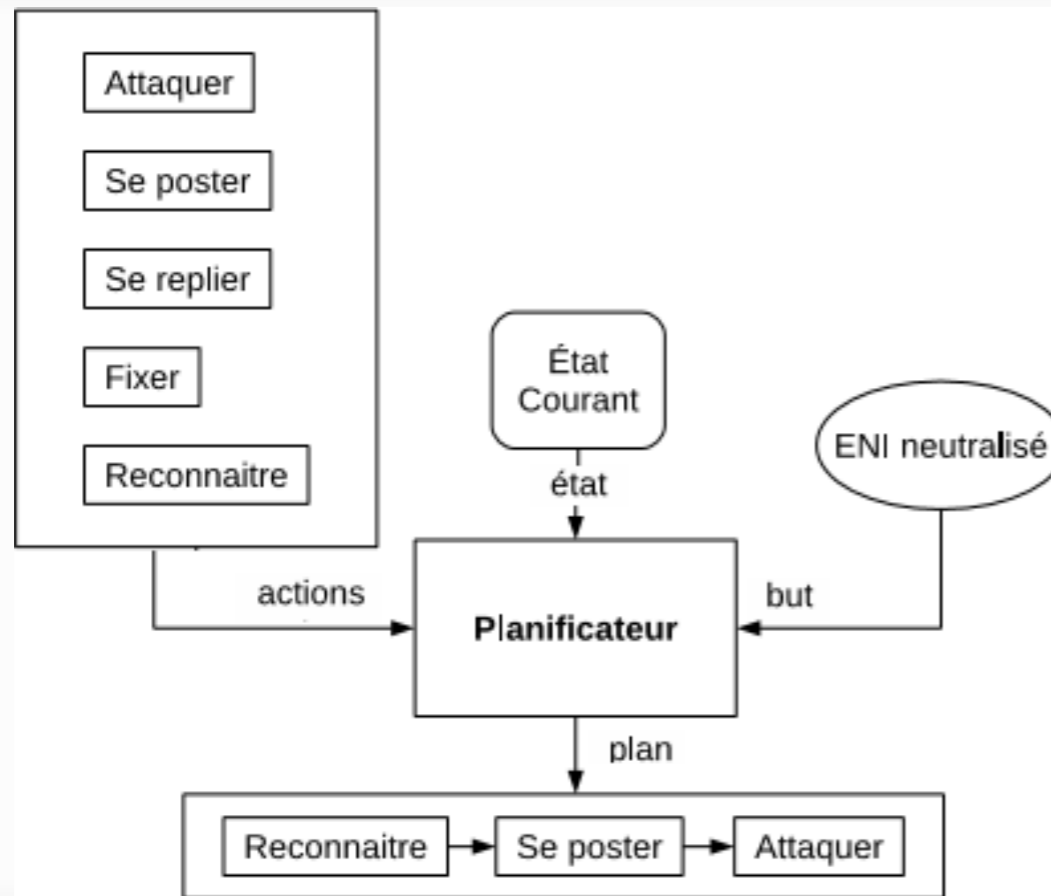 Attaquer
Se poster
Se replier
Fixer
Reconnaitre
État
Courant
état
ENI neutralisé
actions
Planificateur
but
plan
Reconnaitre
Se poster
Attaquer